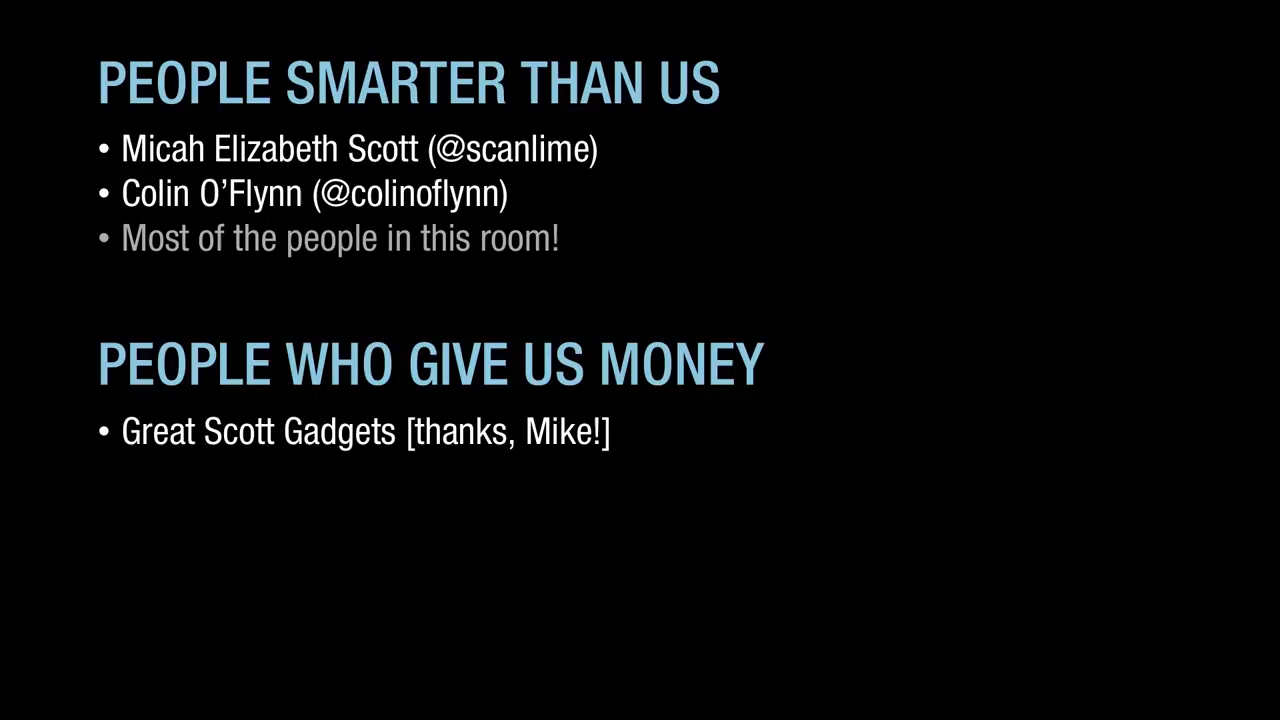 PEOPLE SMARTER THAN US
• Micah Elizabeth Scott (@scanlime)
• Colin O’Flynn (@colinoflynn)
• Most of the people in this room!
PEOPLE WHO GIVE US MONEY
• Great Scott Gadgets [thanks, Mike!]